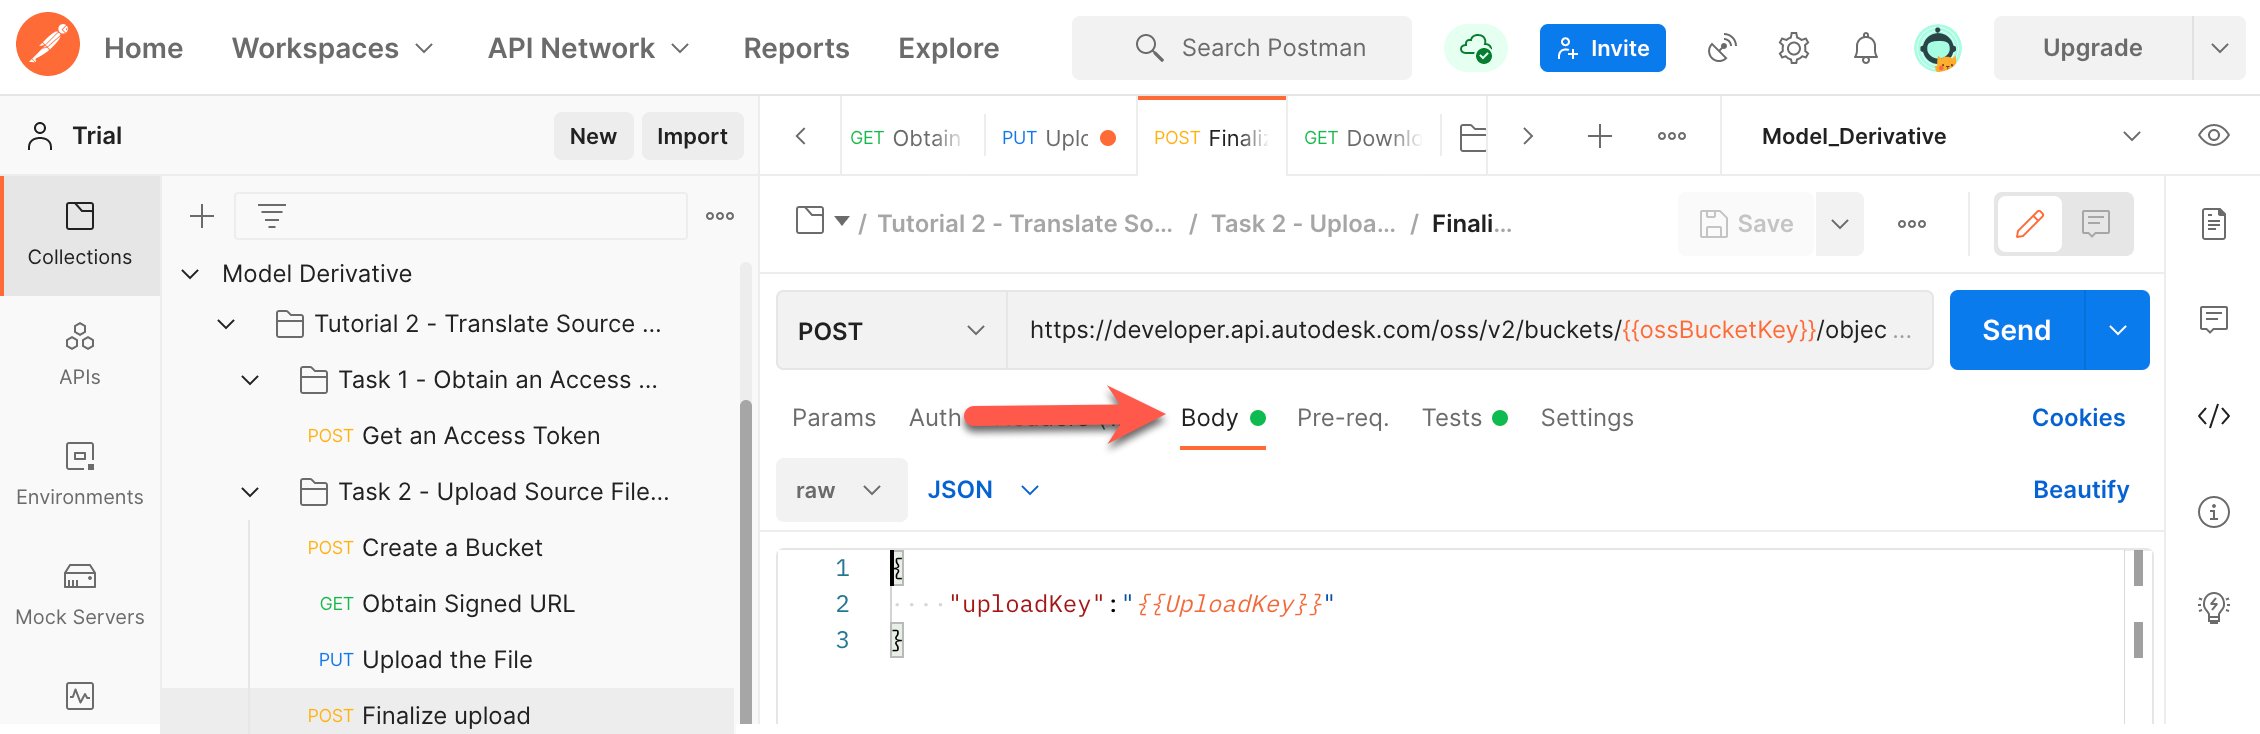 Home Workspaces API Network Reports Explore Search Postman Invite Upgrade
Trial New Import
GET Obtain PUT Uplo POST Finali GET Downlo Model_Derivative
Collections
APIs
Environments
Mock Servers
Model Derivative
Tutorial 2 - Translate Source ...
Task 1 - Obtain an Access ...
POST Get an Access Token
Task 2 - Upload Source File...
POST Create a Bucket
GET Obtain Signed URL
PUT Upload the File
POST Finalize upload
/ Tutorial 2 - Translate So... / Task 2 - Uploa... / Finali... Save
POST https://developer.api.autodesk.com/oss/v2/buckets/{{ossBucketKey}}/objec ... Send
Params Auth Body Pre-req. Tests Settings Cookies
raw JSON Beautify
1 {
2 "uploadKey":"{{UploadKey}}"
3 }